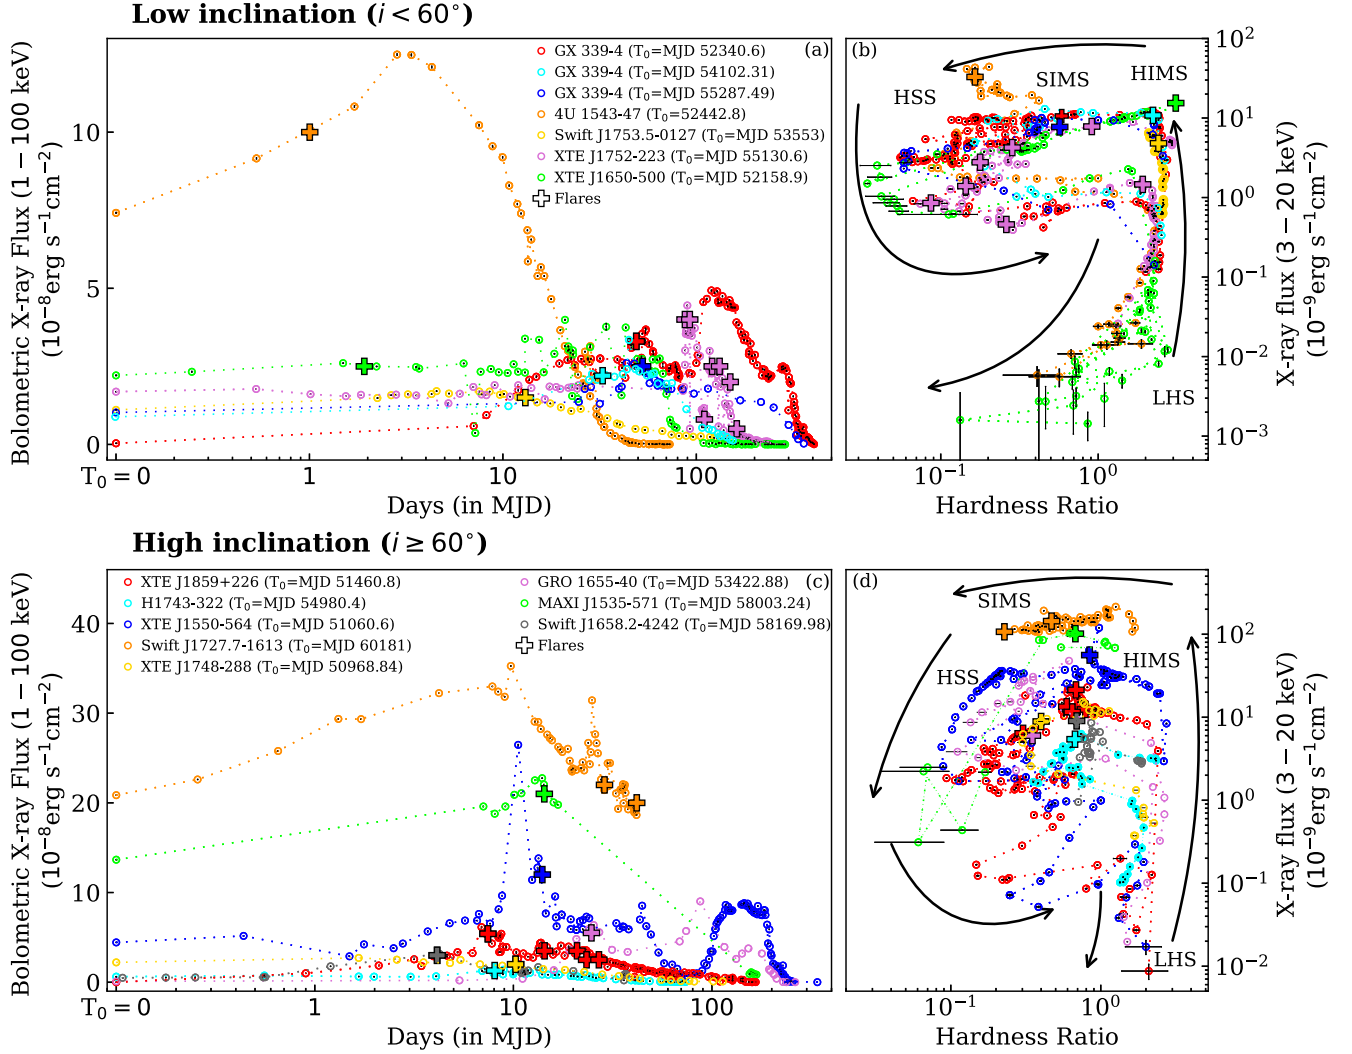 Low inclination (i < 60°)
(a)
GX 339-4 (T₀=MJD 52340.6)
GX 339-4 (T₀=MJD 54102.31)
GX 339-4 (T₀=MJD 55287.49)
4U 1543-47 (T₀=52442.8)
Swift J1753.5-0127 (T₀=MJD 53553)
XTE J1752-223 (T₀=MJD 55130.6)
XTE J1650-500 (T₀=MJD 52158.9)
Flares
Bolometric X-ray Flux (1 − 100 keV)
(10⁻⁸erg s⁻¹cm⁻²)
10
5
0
T₀ = 0
1
10
100
Days (in MJD)
(b)
HSS
SIMS
HIMS
LHS
10²
10¹
10⁰
10⁻¹
10⁻²
10⁻³
X-ray flux (3 − 20 keV)
(10⁻⁹erg s⁻¹cm⁻²)
10⁻¹
10⁰
Hardness Ratio
High inclination (i ≥ 60°)
(c)
XTE J1859+226 (T₀=MJD 51460.8)
H1743-322 (T₀=MJD 54980.4)
XTE J1550-564 (T₀=MJD 51060.6)
Swift J1727.7-1613 (T₀=MJD 60181)
XTE J1748-288 (T₀=MJD 50968.84)
GRO 1655-40 (T₀=MJD 53422.88)
MAXI J1535-571 (T₀=MJD 58003.24)
Swift J1658.2-4242 (T₀=MJD 58169.98)
Flares
Bolometric X-ray Flux (1 − 100 keV)
(10⁻⁸erg s⁻¹cm⁻²)
40
30
20
10
0
T₀ = 0
1
10
100
Days (in MJD)
(d)
SIMS
HSS
HIMS
LHS
10²
10¹
10⁰
10⁻¹
10⁻²
X-ray flux (3 − 20 keV)
(10⁻⁹erg s⁻¹cm⁻²)
10⁻¹
10⁰
Hardness Ratio